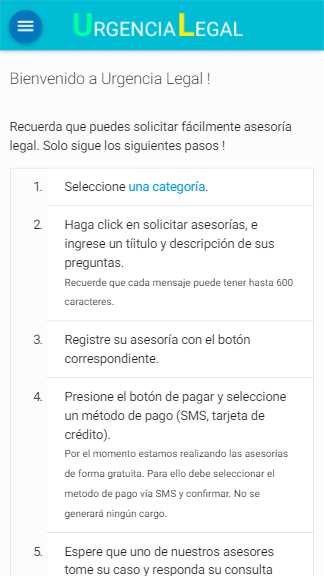 URGENCIALEGAL
Bienvenido a Urgencia Legal !
Recuerda que puedes solicitar fácilmente asesoría
legal. Solo sigue los siguientes pasos !
1. Seleccione una categoría.
2. Haga click en solicitar asesorías, e
ingrese un tíitulo y descripción de sus
preguntas.
Recuerde que cada mensaje puede tener hasta 600
caracteres.
3. Registre su asesoría con el botón
correspondiente.
4. Presione el botón de pagar y seleccione
un método de pago (SMS, tarjeta de
crédito).
Por el momento estamos realizando las asesorías
de forma gratuita. Para ello debe seleccionar el
metodo de pago vía SMS y confirmar. No se
generará ningún cargo.
5. Espere que uno de nuestros asesores
tome su caso y responda su consulta